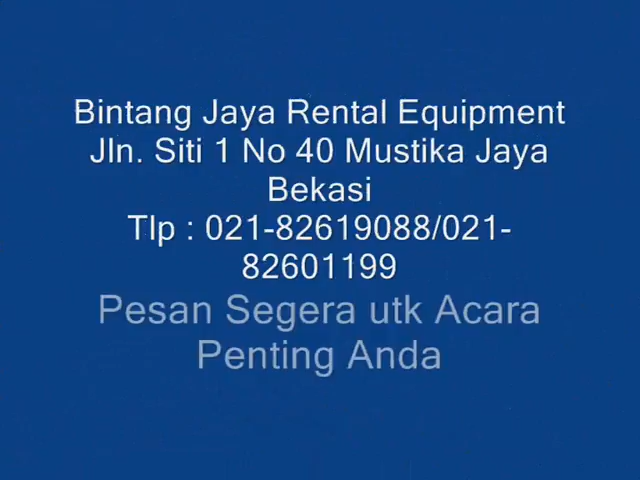 Bintang Jaya Rental Equipment
Jln. Siti 1 No 40 Mustika Jaya
Bekasi
Tlp : 021-82619088/021-
82601199
Pesan Segera utk Acara
Penting Anda